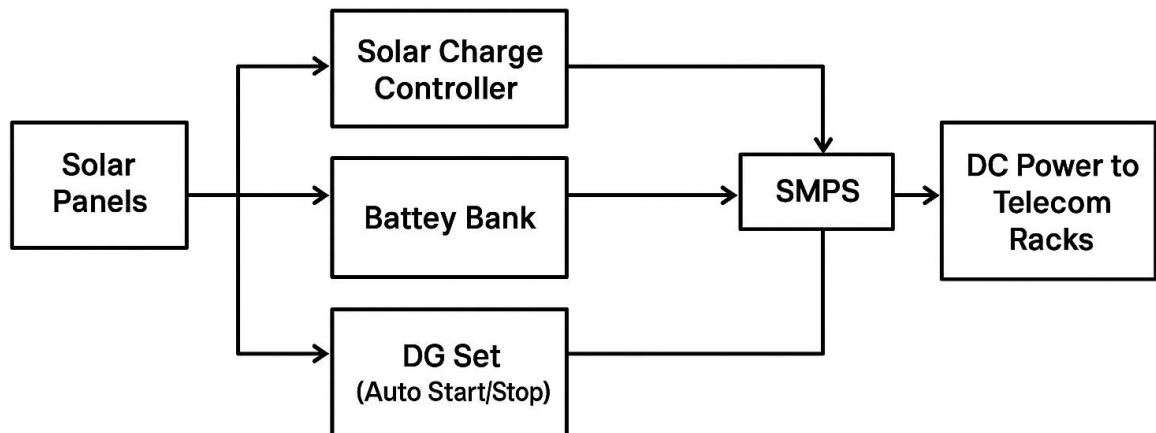 Solar
Panels
Solar Charge
Controller
Battey Bank
DG Set
(Auto Start/Stop)
SMPS
DC Power to
Telecom
Racks